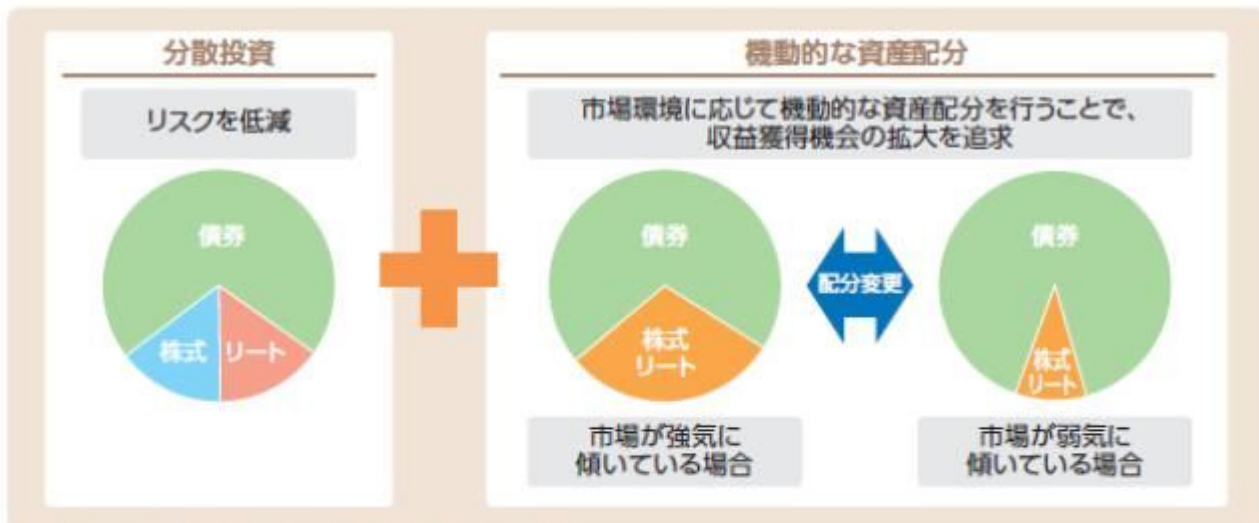 分散投資
リスクを低減
債券
株式
リート
機動的な資産配分
市場環境に応じて機動的な資産配分を行うことで、
収益獲得機会の拡大を追求
債券
株式
リート
市場が強気に
傾いている場合
配分変更
債券
株式
リート
市場が弱気に
傾いている場合